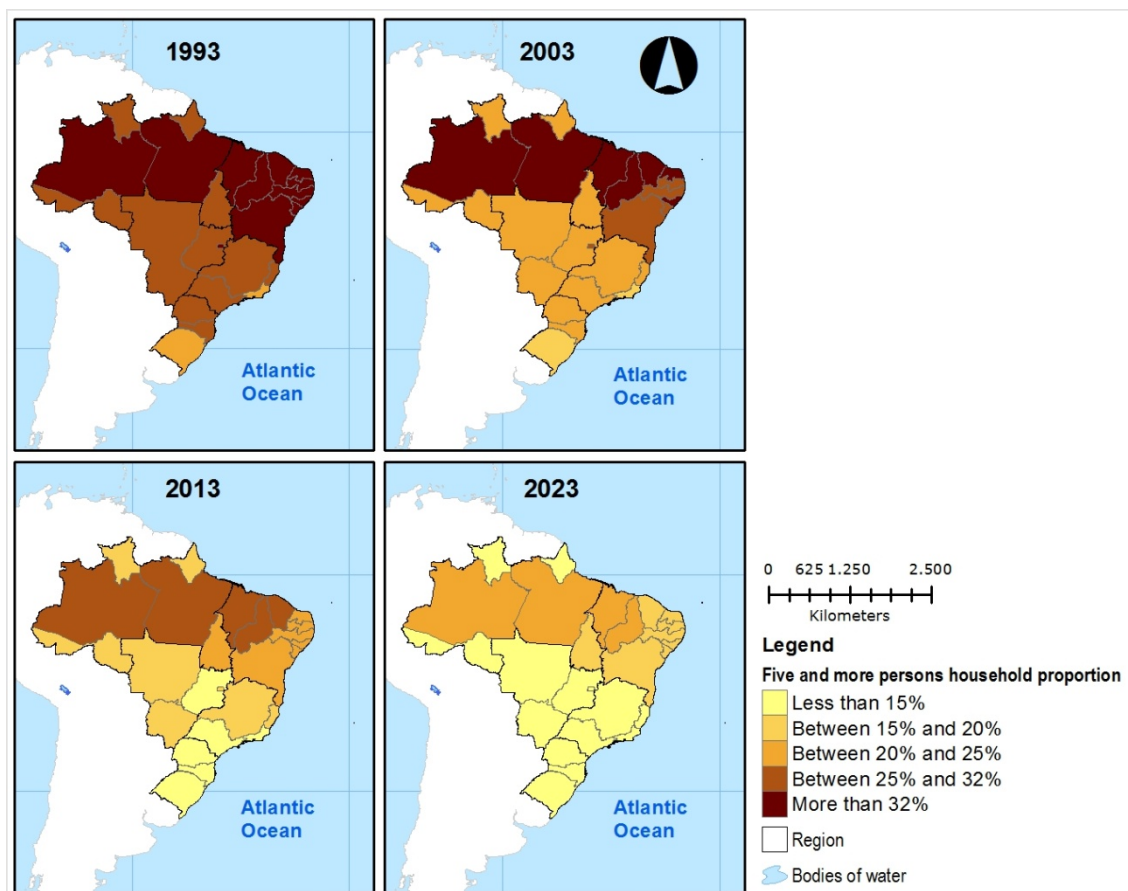 1993
2003
Atlantic
Ocean
Atlantic
Ocean
2013
2023
Atlantic
Ocean
Atlantic
Ocean
0 625 1.250 2.500
Kilometers
Legend
Five and more persons household proportion
Less than 15%
Between 15% and 20%
Between 20% and 25%
Between 25% and 32%
More than 32%
Region
Bodies of water